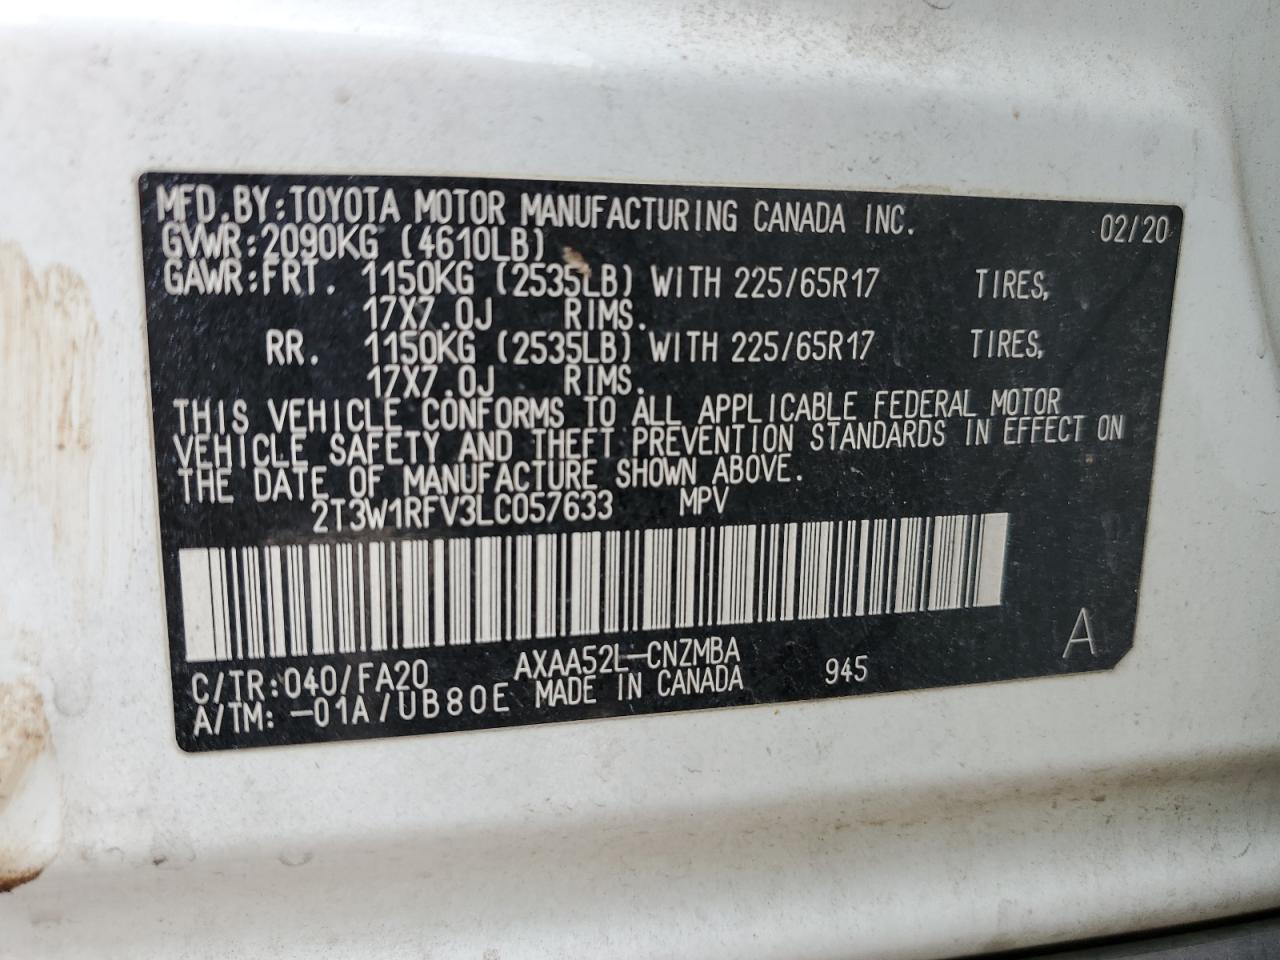 MFD.BY:TOYOTA MOTOR MANUFACTURING CANADA INC. 02/20
GVWR:2090KG (4610LB)
GAWR:FRT. 1150KG (2535LB) WITH 225/65R17 TIRES,
17X7.0J RIMS.
RR. 1150KG (2535LB) WITH 225/65R17 TIRES,
17X7.0J RIMS.
THIS VEHICLE CONFORMS TO ALL APPLICABLE FEDERAL MOTOR
VEHICLE SAFETY AND THEFT PREVENTION STANDARDS IN EFFECT ON
THE DATE OF MANUFACTURE SHOWN ABOVE.
2T3W1RFV3LC057633 MPV
C/TR:040/FA20 AXAA52L-CNZMBA 945 A
A/TM:-01A/UB80E MADE IN CANADA